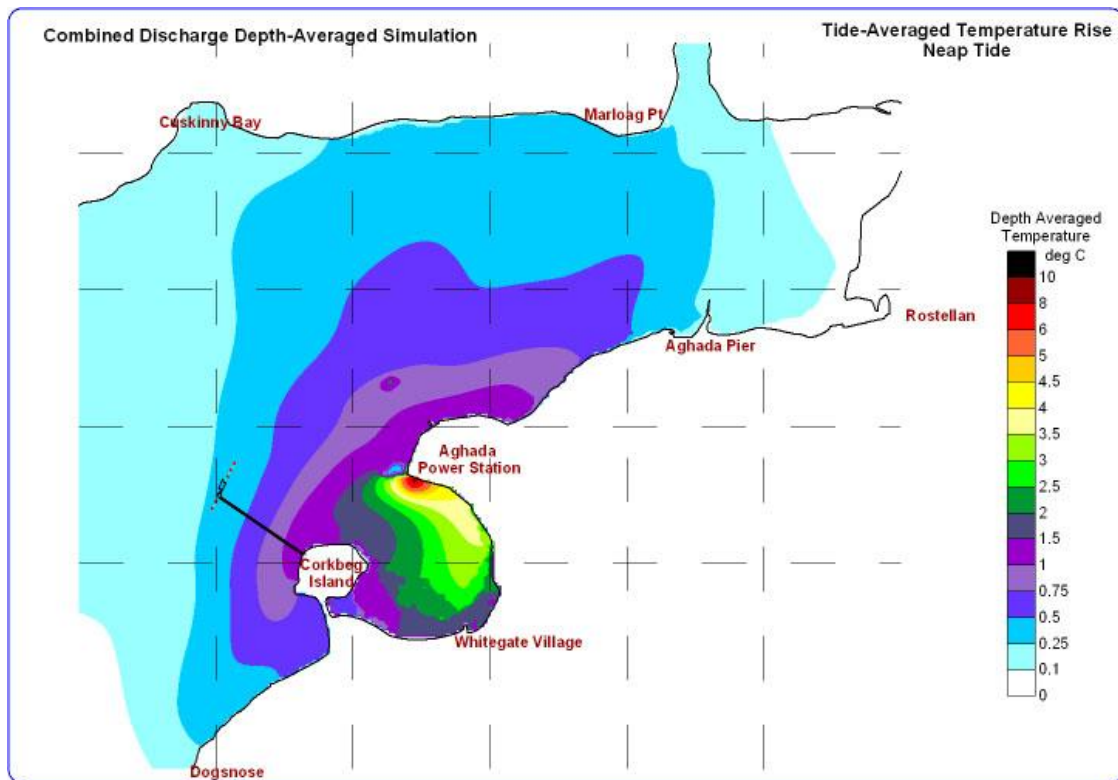 Combined Discharge Depth-Averaged Simulation
Tide-Averaged Temperature Rise
Neap Tide
Cuskinny Bay
Marloag Pt
Depth Averaged
Temperature
deg C
10
8
6
5
4.5
4
3.5
3
2.5
2
1.5
1
0.75
0.5
0.25
0.1
0
Rostellan
Aghada Pier
Aghada
Power Station
Corkbeg
Island
Whitegate Village
Dogsnose